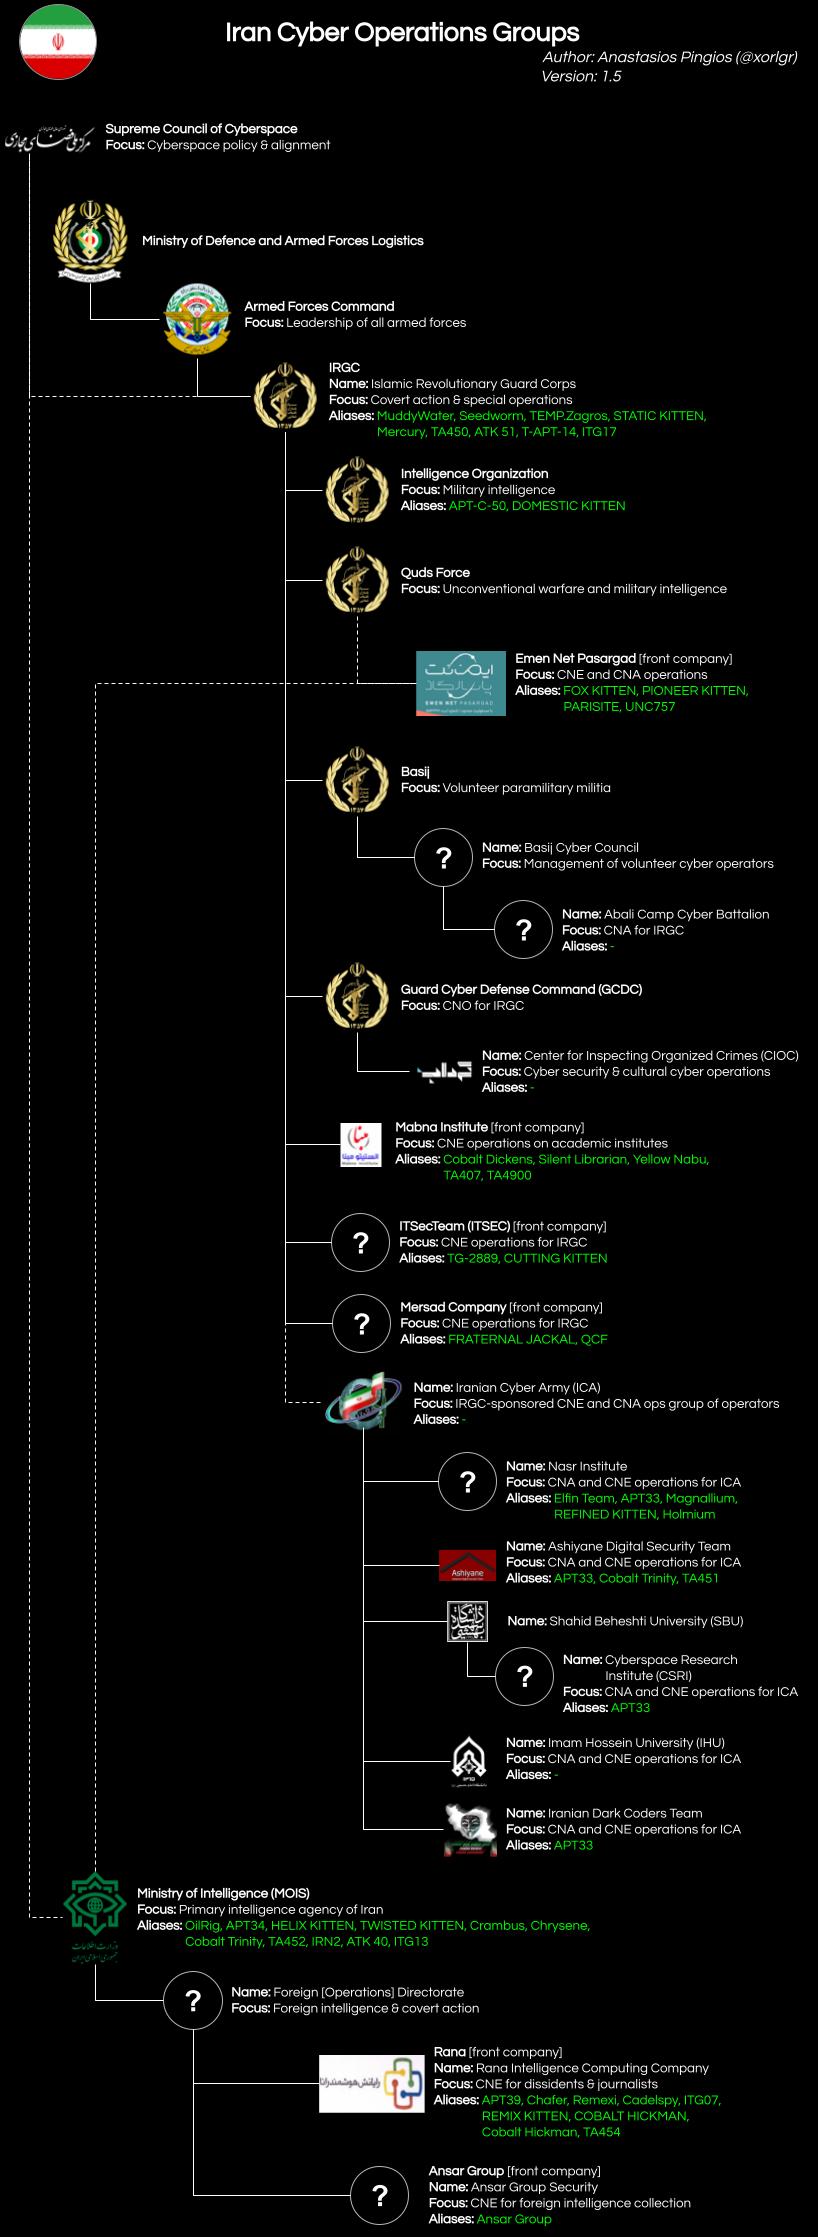 Iran Cyber Operations Groups
Author: Anastasios Pingios (@xorlgr)
Version: 1.5
مرکز ملی فضای مجازی
Supreme Council of Cyberspace
Focus: Cyberspace policy & alignment
Ministry of Defence and Armed Forces Logistics
Armed Forces Command
Focus: Leadership of all armed forces
IRGC
Name: Islamic Revolutionary Guard Corps
Focus: Covert action & special operations
Aliases: MuddyWater, Seedworm, TEMP.Zagros, STATIC KITTEN,
Mercury, TA450, ATK 51, T-APT-14, ITG17
۱۳۵۷
Intelligence Organization
Focus: Military intelligence
Aliases: APT-C-50, DOMESTIC KITTEN
۱۳۵۷
Quds Force
Focus: Unconventional warfare and military intelligence
۱۳۵۷
ایمن نت
پاسارگاد
EMEN NET PASARGAD
Emen Net Pasargad [front company]
Focus: CNE and CNA operations
Aliases: FOX KITTEN, PIONEER KITTEN,
PARISITE, UNC757
Basij
Focus: Volunteer paramilitary militia
۱۳۵۷
?
Name: Basij Cyber Council
Focus: Management of volunteer cyber operators
?
Name: Abali Camp Cyber Battalion
Focus: CNA for IRGC
Aliases: -
Guard Cyber Defense Command (GCDC)
Focus: CNO for IRGC
۱۳۵۷
گرداب
Name: Center for Inspecting Organized Crimes (CIOC)
Focus: Cyber security & cultural cyber operations
Aliases: -
مبنا
انستیتو مبنا
Mabna Institute [front company]
Focus: CNE operations on academic institutes
Aliases: Cobalt Dickens, Silent Librarian, Yellow Nabu,
TA407, TA4900
?
ITSecTeam (ITSEC) [front company]
Focus: CNE operations for IRGC
Aliases: TG-2889, CUTTING KITTEN
?
Mersad Company [front company]
Focus: CNE operations for IRGC
Aliases: FRATERNAL JACKAL, QCF
Name: Iranian Cyber Army (ICA)
Focus: IRGC-sponsored CNE and CNA ops group of operators
Aliases: -
?
Name: Nasr Institute
Focus: CNA and CNE operations for ICA
Aliases: Elfin Team, APT33, Magnallium,
REFINED KITTEN, Holmium
Ashiyane
Name: Ashiyane Digital Security Team
Focus: CNA and CNE operations for ICA
Aliases: APT33, Cobalt Trinity, TA451
دانشگاه
بهشتی
Name: Shahid Beheshti University (SBU)
?
Name: Cyberspace Research
Institute (CSRI)
Focus: CNA and CNE operations for ICA
Aliases: APT33
Name: Imam Hossein University (IHU)
Focus: CNA and CNE operations for ICA
Aliases: -
Name: Iranian Dark Coders Team
Focus: CNA and CNE operations for ICA
Aliases: APT33
وزارت اطلاعات
جمهوری اسلامی ایران
Ministry of Intelligence (MOIS)
Focus: Primary intelligence agency of Iran
Aliases: OilRig, APT34, HELIX KITTEN, TWISTED KITTEN, Crambus, Chrysene,
Cobalt Trinity, TA452, IRN2, ATK 40, ITG13
?
Name: Foreign [Operations] Directorate
Focus: Foreign intelligence & covert action
رایانش هوشمند رانا
Rana [front company]
Name: Rana Intelligence Computing Company
Focus: CNE for dissidents & journalists
Aliases: APT39, Chafer, Remexi, Cadelspy, ITG07,
REMIX KITTEN, COBALT HICKMAN,
Cobalt Hickman, TA454
?
Ansar Group [front company]
Name: Ansar Group Security
Focus: CNE for foreign intelligence collection
Aliases: Ansar Group